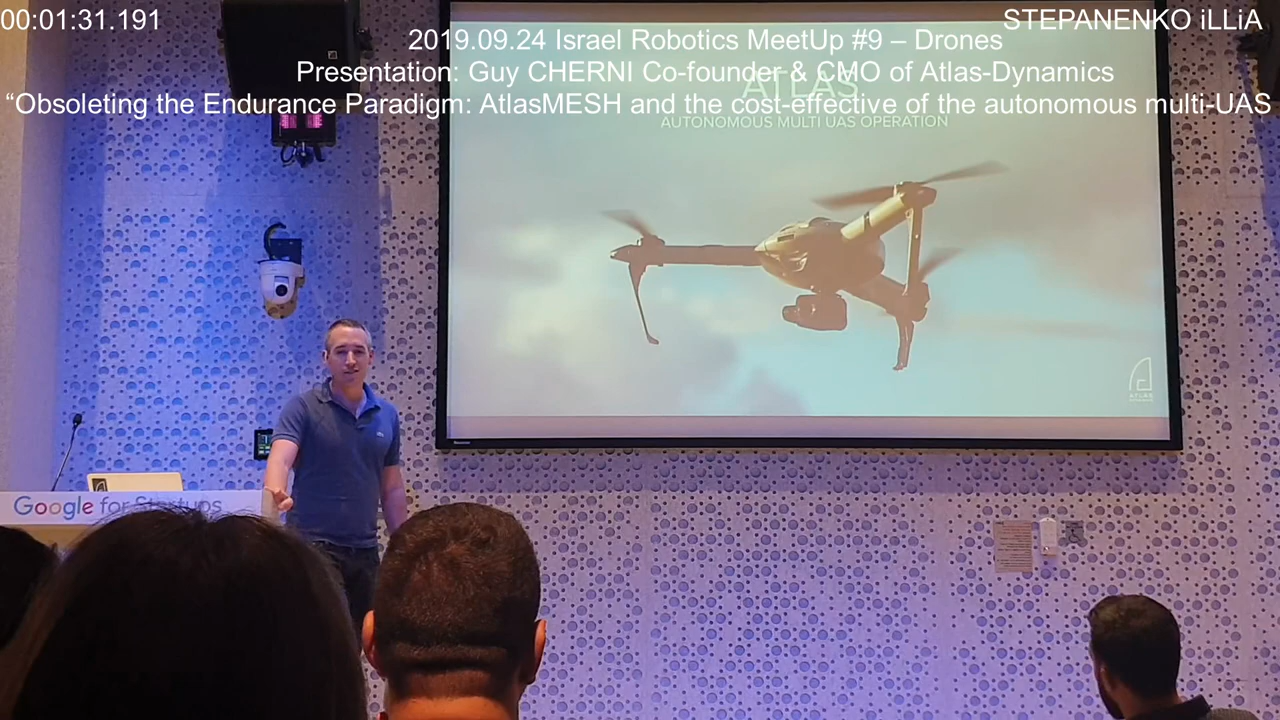 00:01:31.191
STEPANENKO iLLiA
2019.09.24 Israel Robotics MeetUp #9 – Drones
Presentation: Guy CHERNI Co-founder & CMO of Atlas-Dynamics
“Obsoleting the Endurance Paradigm: AtlasMESH and the cost-effective of the autonomous multi-UAS
ATLAS
AUTONOMOUS MULTI UAS OPERATION
ATLAS
Google for Startups